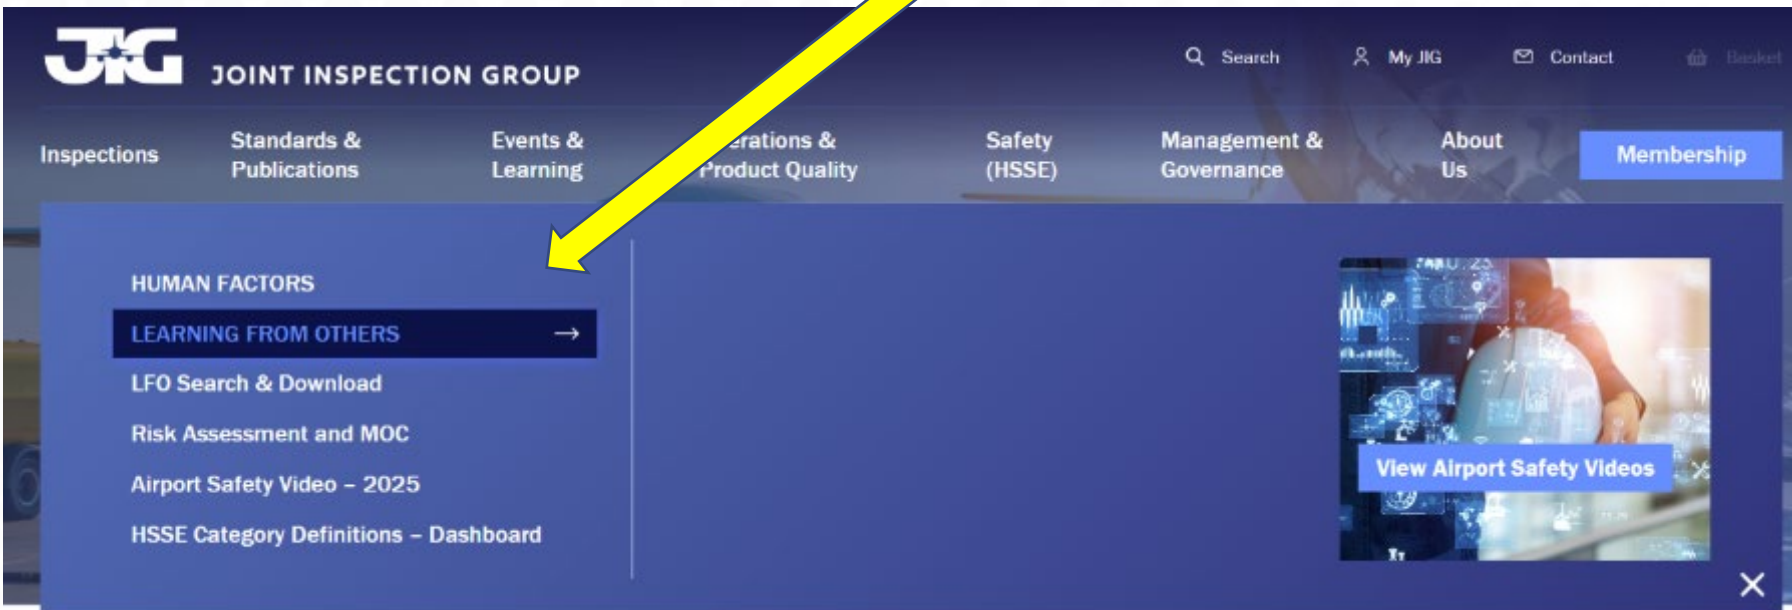 JIG JOINT INSPECTION GROUP
Search My JIG Contact Basket
Inspections
Standards &
Publications
Events &
Learning
erations &
Product Quality
Safety
(HSSE)
Management &
Governance
About
Us
Membership
HUMAN FACTORS
LEARNING FROM OTHERS →
LFO Search & Download
Risk Assessment and MOC
Airport Safety Video – 2025
HSSE Category Definitions – Dashboard
View Airport Safety Videos